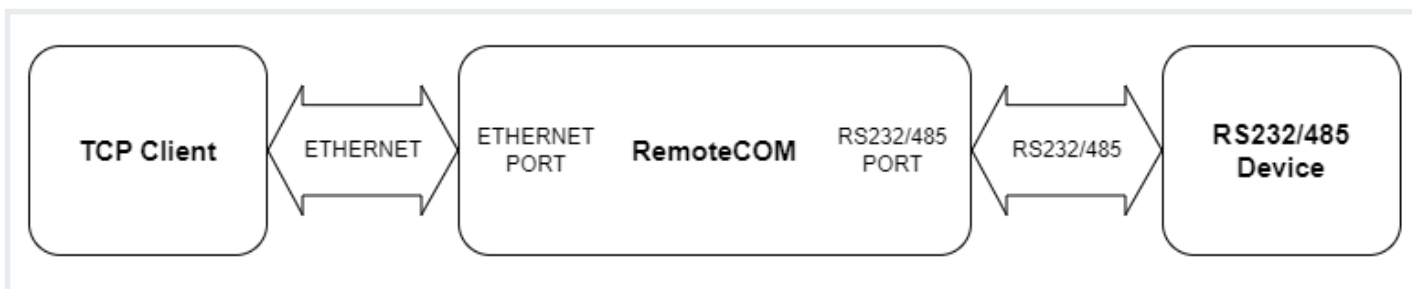 TCP Client
ETHERNET
ETHERNET
PORT
RemoteCOM
RS232/485
PORT
RS232/485
RS232/485
Device